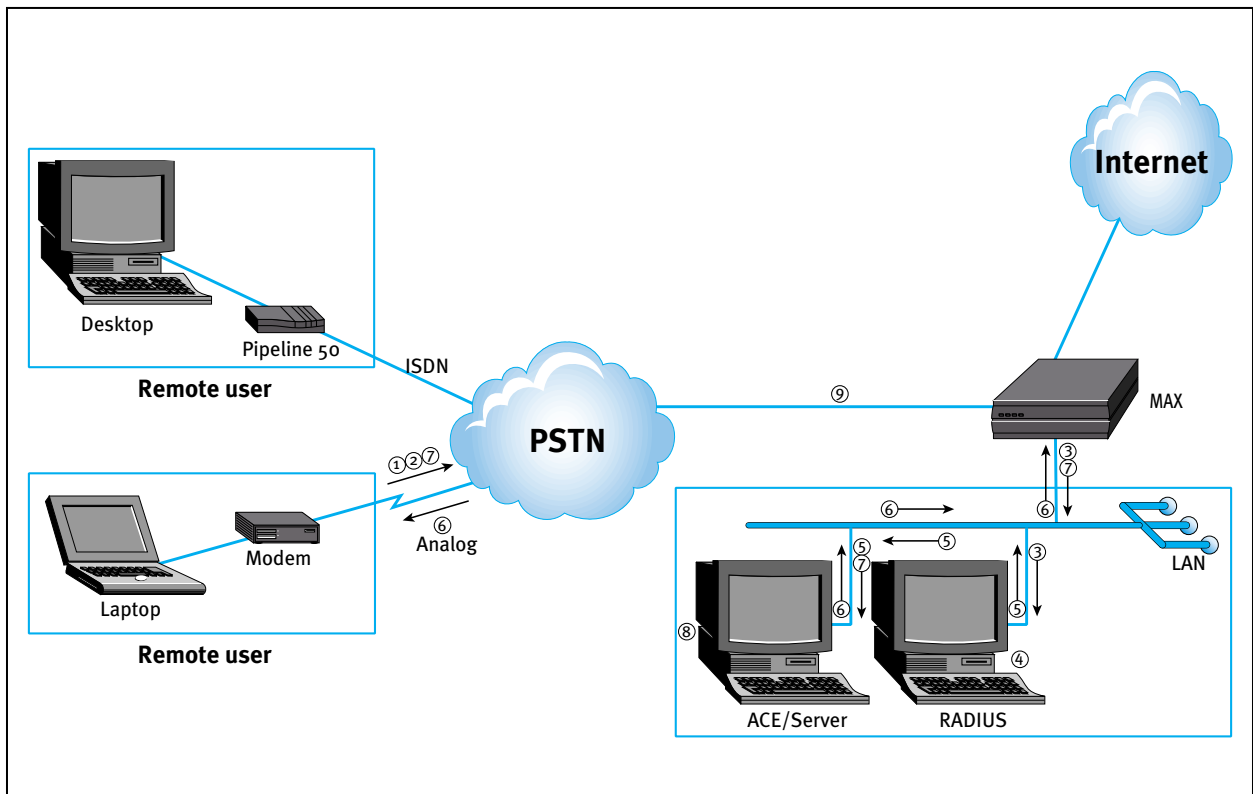 Internet
Desktop
Pipeline 50
Remote user
ISDN
PSTN
⑨
MAX
①②⑦
⑥
Analog
Modem
Laptop
Remote user
③
⑦
⑥
⑥
⑤
LAN
⑤
⑦
⑥
③
⑤
⑧
④
ACE/Server
RADIUS